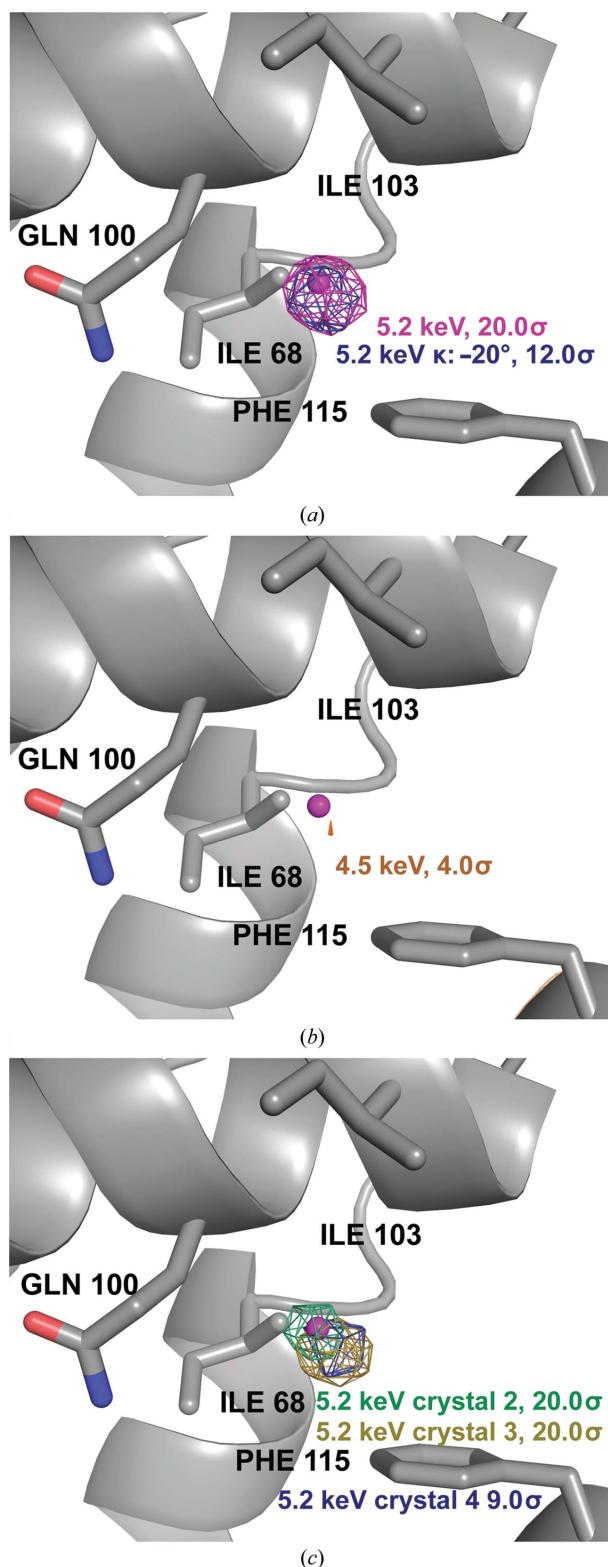 ILE 103
GLN 100
5.2 keV, 20.0σ
ILE 68 5.2 keV κ: –20°, 12.0σ
PHE 115
(a)
ILE 103
GLN 100
ILE 68 4.5 keV, 4.0σ
PHE 115
(b)
ILE 103
GLN 100
ILE 68 5.2 keV crystal 2, 20.0σ
5.2 keV crystal 3, 20.0σ
PHE 115
5.2 keV crystal 4 9.0σ
(c)